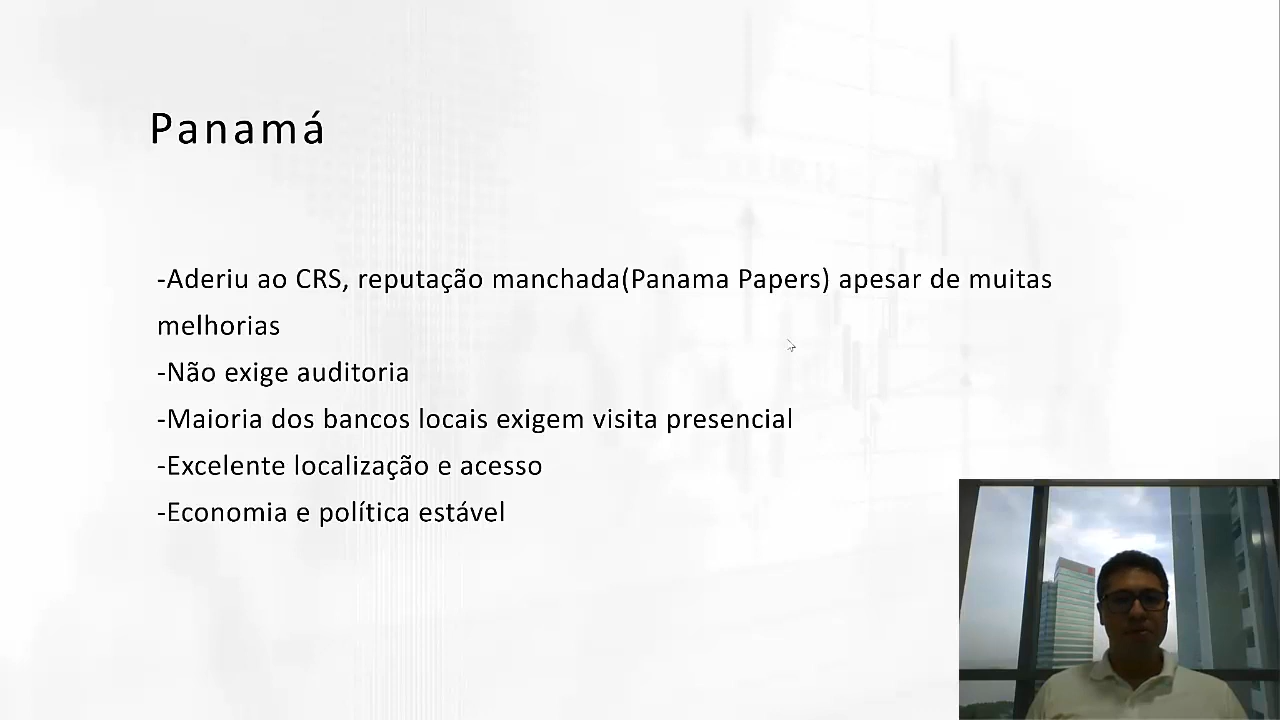 Panamá
-Aderiu ao CRS, reputação manchada(Panama Papers) apesar de muitas
melhorias
-Não exige auditoria
-Maioria dos bancos locais exigem visita presencial
-Excelente localização e acesso
-Economia e política estável